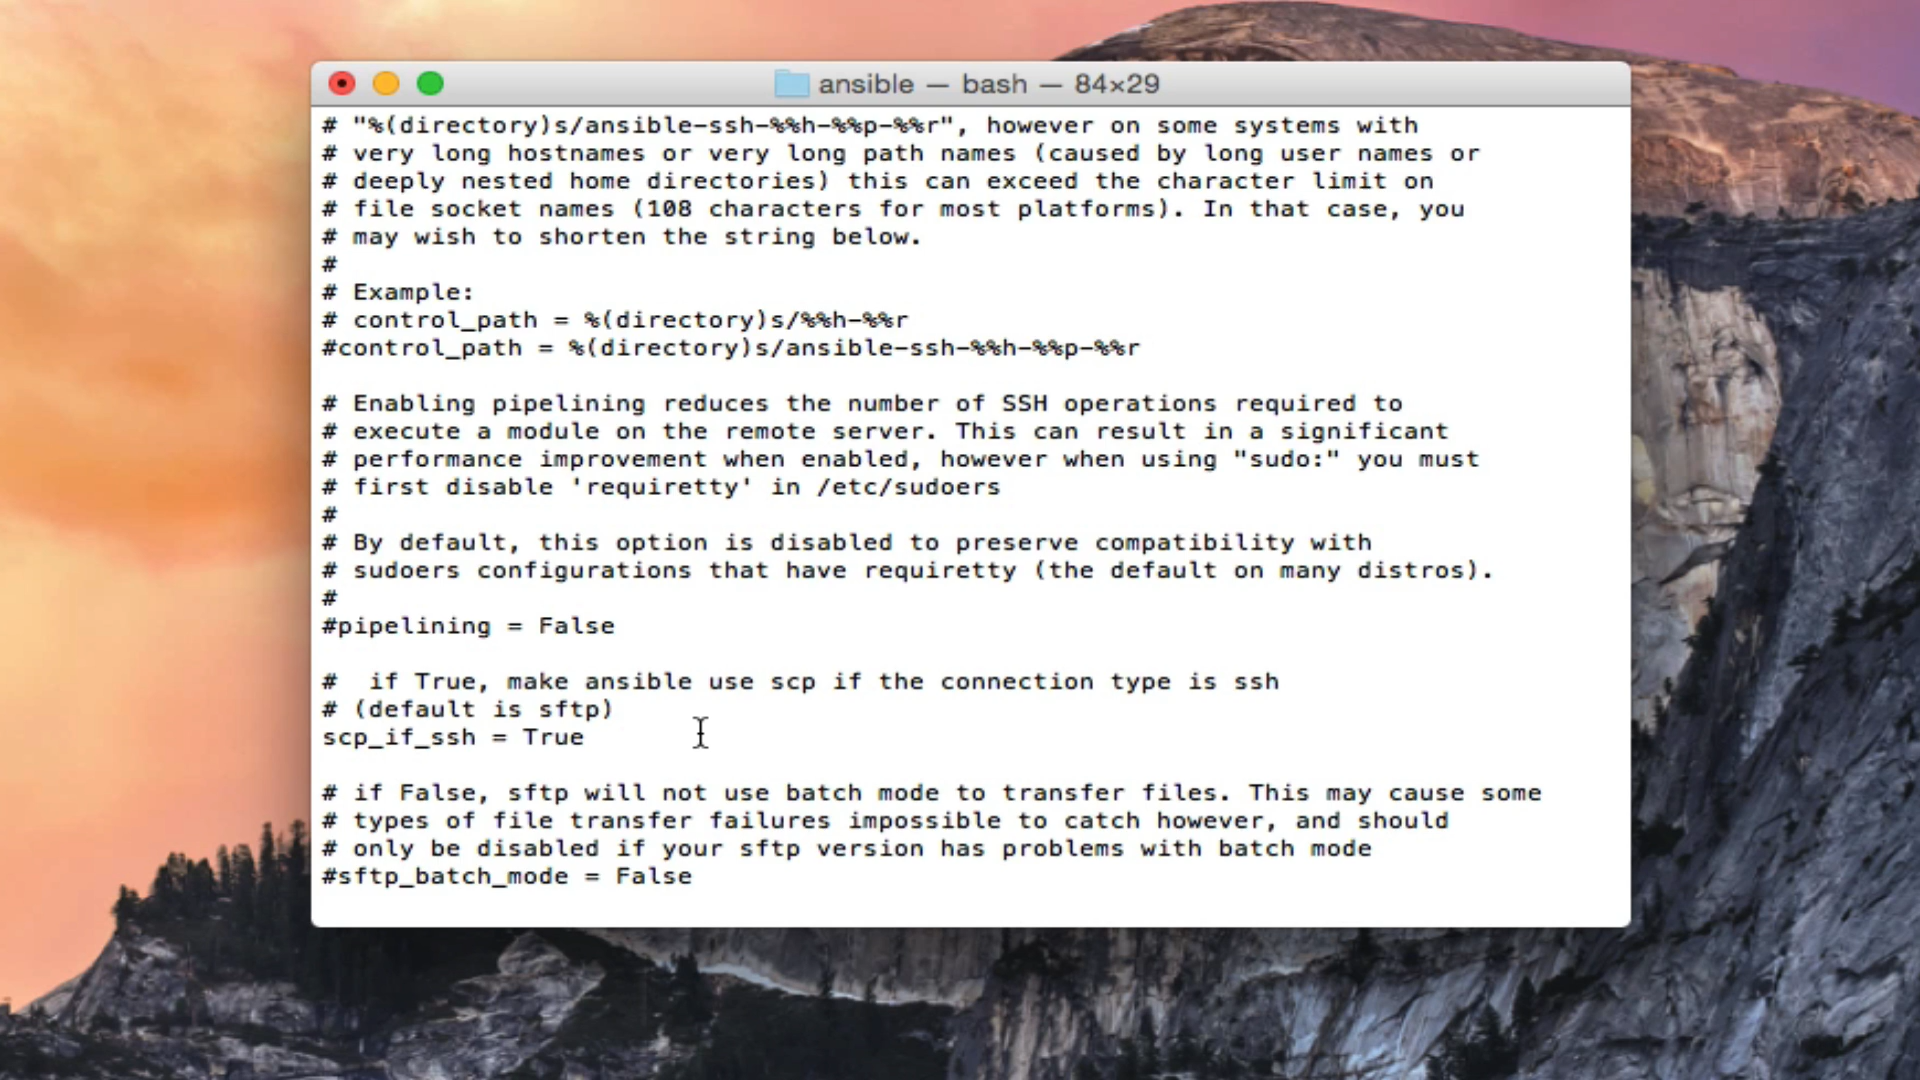 ansible — bash — 84×29
# "%(directory)s/ansible-ssh-%%h-%%p-%%r", however on some systems with
# very long hostnames or very long path names (caused by long user names or
# deeply nested home directories) this can exceed the character limit on
# file socket names (108 characters for most platforms). In that case, you
# may wish to shorten the string below.
#
# Example:
# control_path = %(directory)s/%%h-%%r
#control_path = %(directory)s/ansible-ssh-%%h-%%p-%%r
# Enabling pipelining reduces the number of SSH operations required to
# execute a module on the remote server. This can result in a significant
# performance improvement when enabled, however when using "sudo:" you must
# first disable 'requiretty' in /etc/sudoers
#
# By default, this option is disabled to preserve compatibility with
# sudoers configurations that have requiretty (the default on many distros).
#
#pipelining = False
#  if True, make ansible use scp if the connection type is ssh
# (default is sftp)
scp_if_ssh = True
# if False, sftp will not use batch mode to transfer files. This may cause some
# types of file transfer failures impossible to catch however, and should
# only be disabled if your sftp version has problems with batch mode
#sftp_batch_mode = False